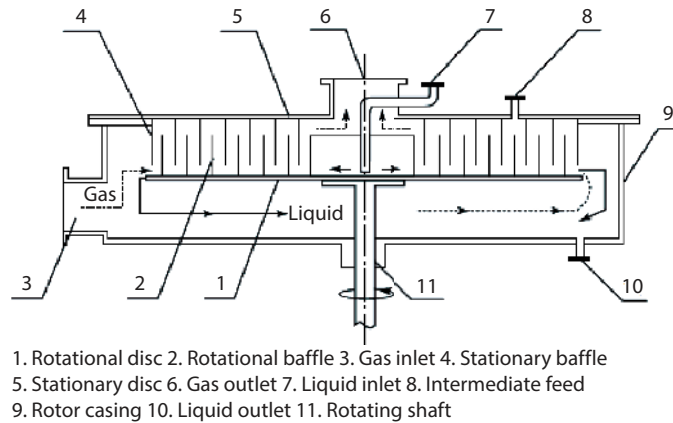 4 5 6 7 8
9
Gas
Liquid
3 2 1 11 10
1. Rotational disc 2. Rotational baffle 3. Gas inlet 4. Stationary baffle
5. Stationary disc 6. Gas outlet 7. Liquid inlet 8. Intermediate feed
9. Rotor casing 10. Liquid outlet 11. Rotating shaft